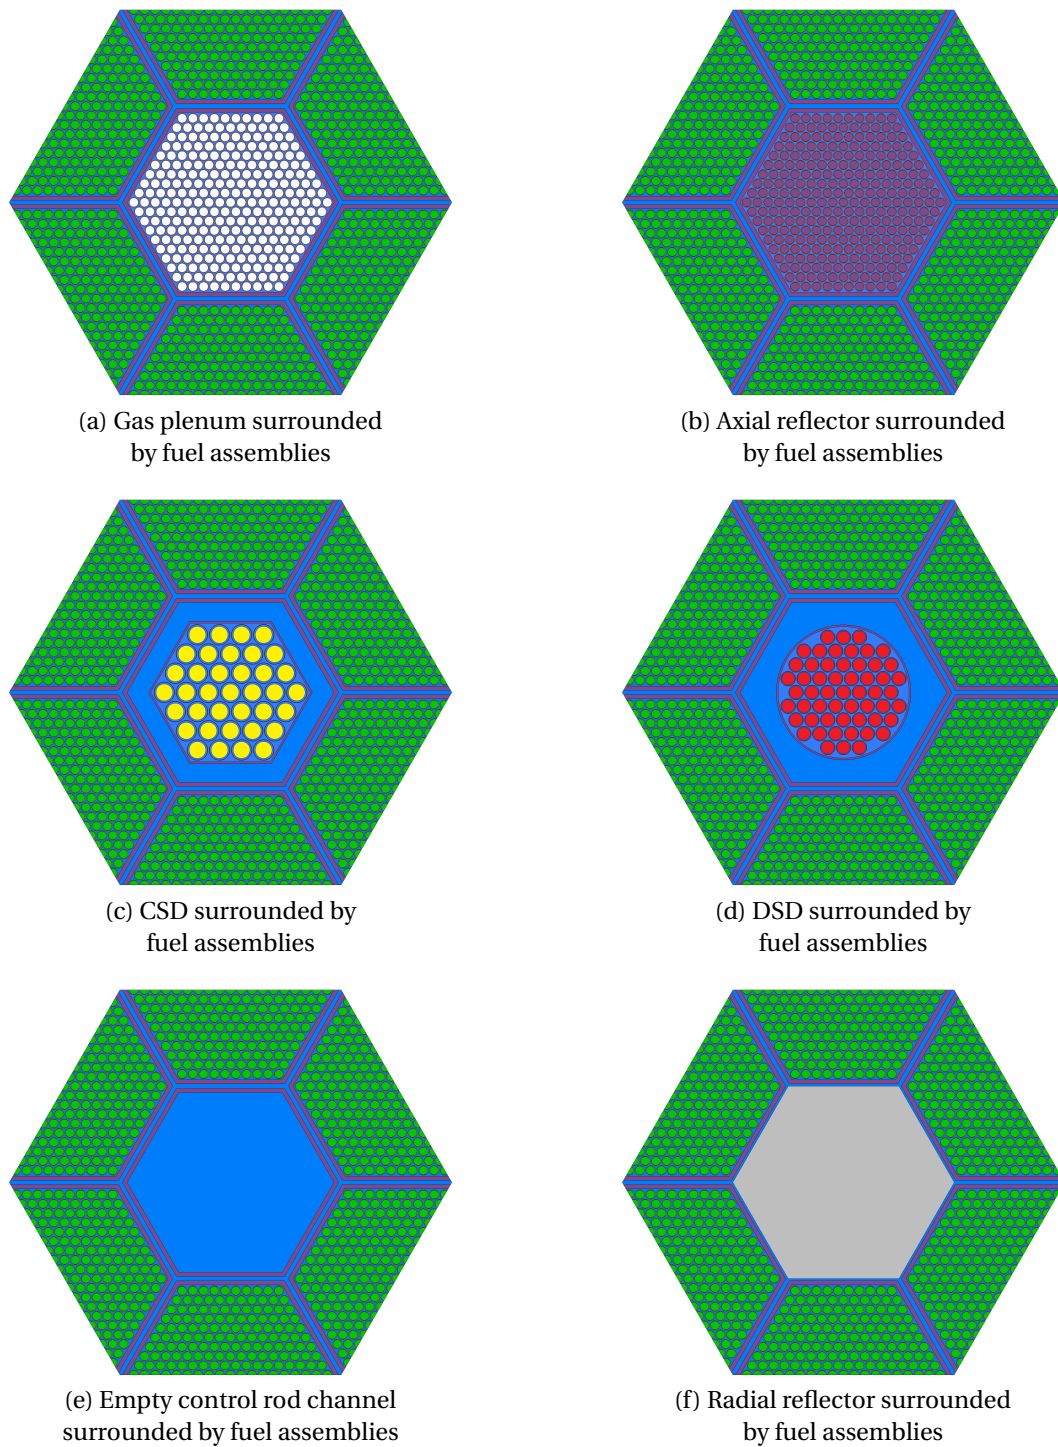 (a) Gas plenum surrounded
by fuel assemblies
(b) Axial reflector surrounded
by fuel assemblies
(c) CSD surrounded by
fuel assemblies
(d) DSD surrounded by
fuel assemblies
(e) Empty control rod channel
surrounded by fuel assemblies
(f) Radial reflector surrounded
by fuel assemblies